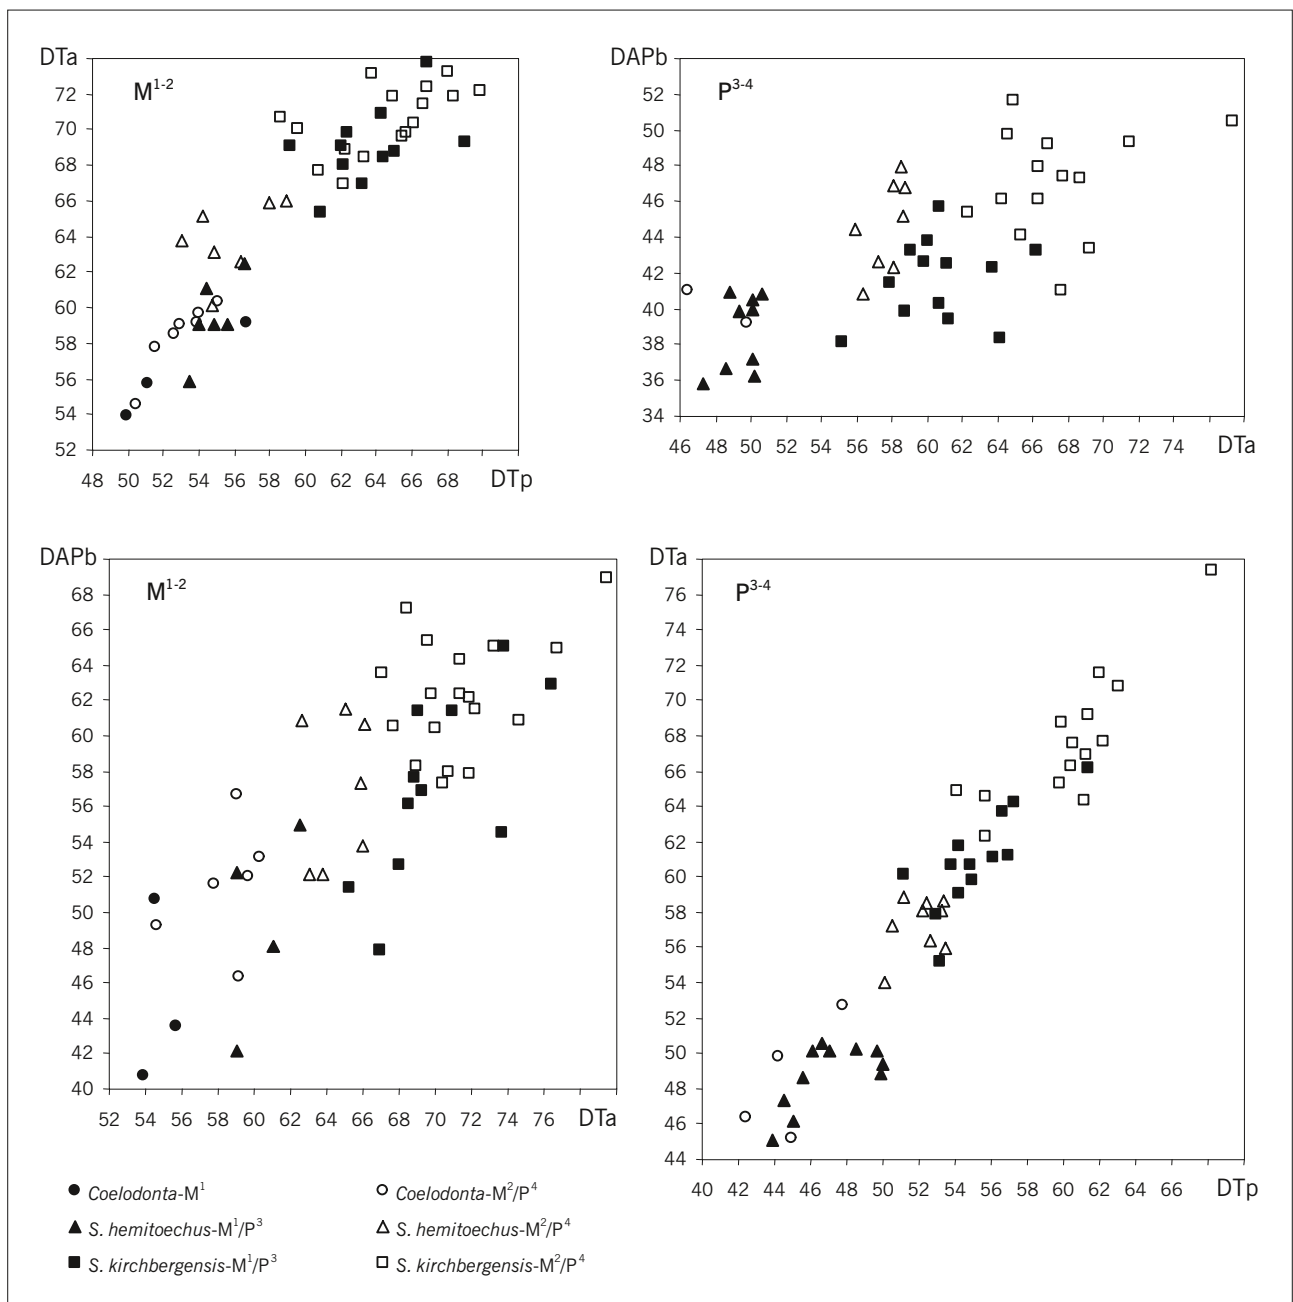 DTa
M¹⁻²
72
70
68
66
64
62
60
58
56
54
52
48 50 52 54 56 58 60 62 64 66 68 DTp
DAPb
P³⁻⁴
52
50
48
46
44
42
40
38
36
34
46 48 50 52 54 56 58 60 62 64 66 68 70 72 74 DTa
DAPb
M¹⁻²
68
66
64
62
60
58
56
54
52
50
48
46
44
42
40
52 54 56 58 60 62 64 66 68 70 72 74 76 DTa
DTa
P³⁻⁴
76
74
72
70
68
66
64
62
60
58
56
54
52
50
48
46
44
40 42 44 46 48 50 52 54 56 58 60 62 64 66 DTp
Coelodonta-M¹
Coelodonta-M²/P⁴
S. hemitoechus-M¹/P³
S. hemitoechus-M²/P⁴
S. kirchbergensis-M¹/P³
S. kirchbergensis-M²/P⁴